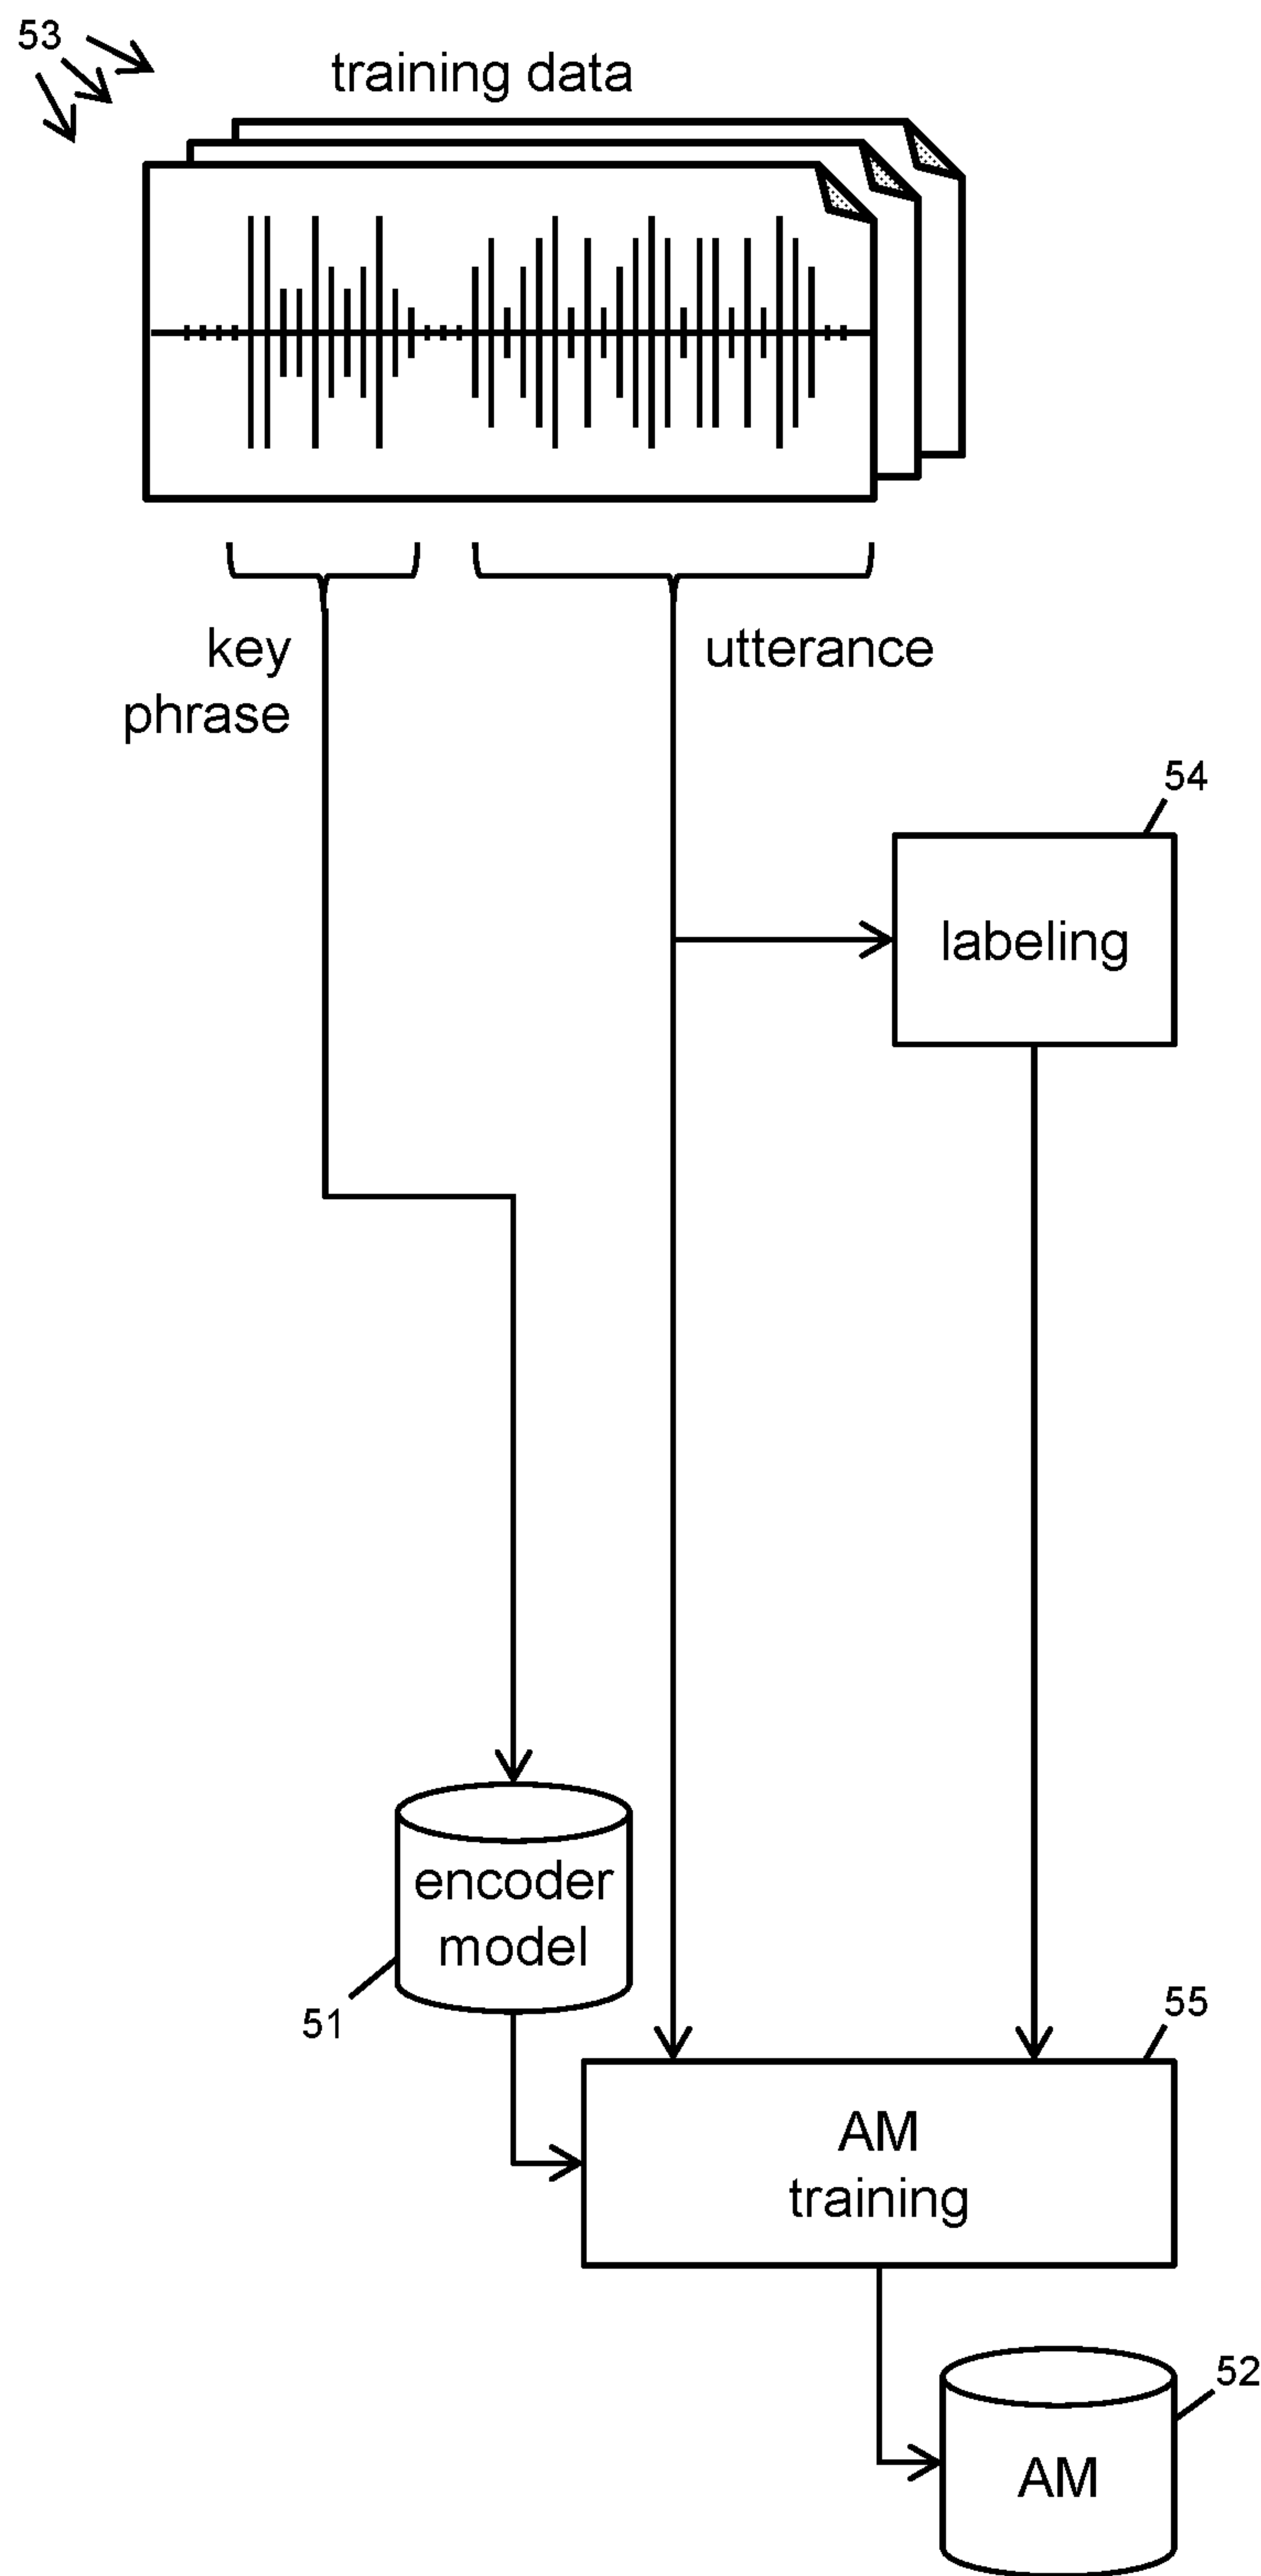 53
training data
key
phrase
utterance
54
labeling
encoder
model
51
55
AM
training
52
AM